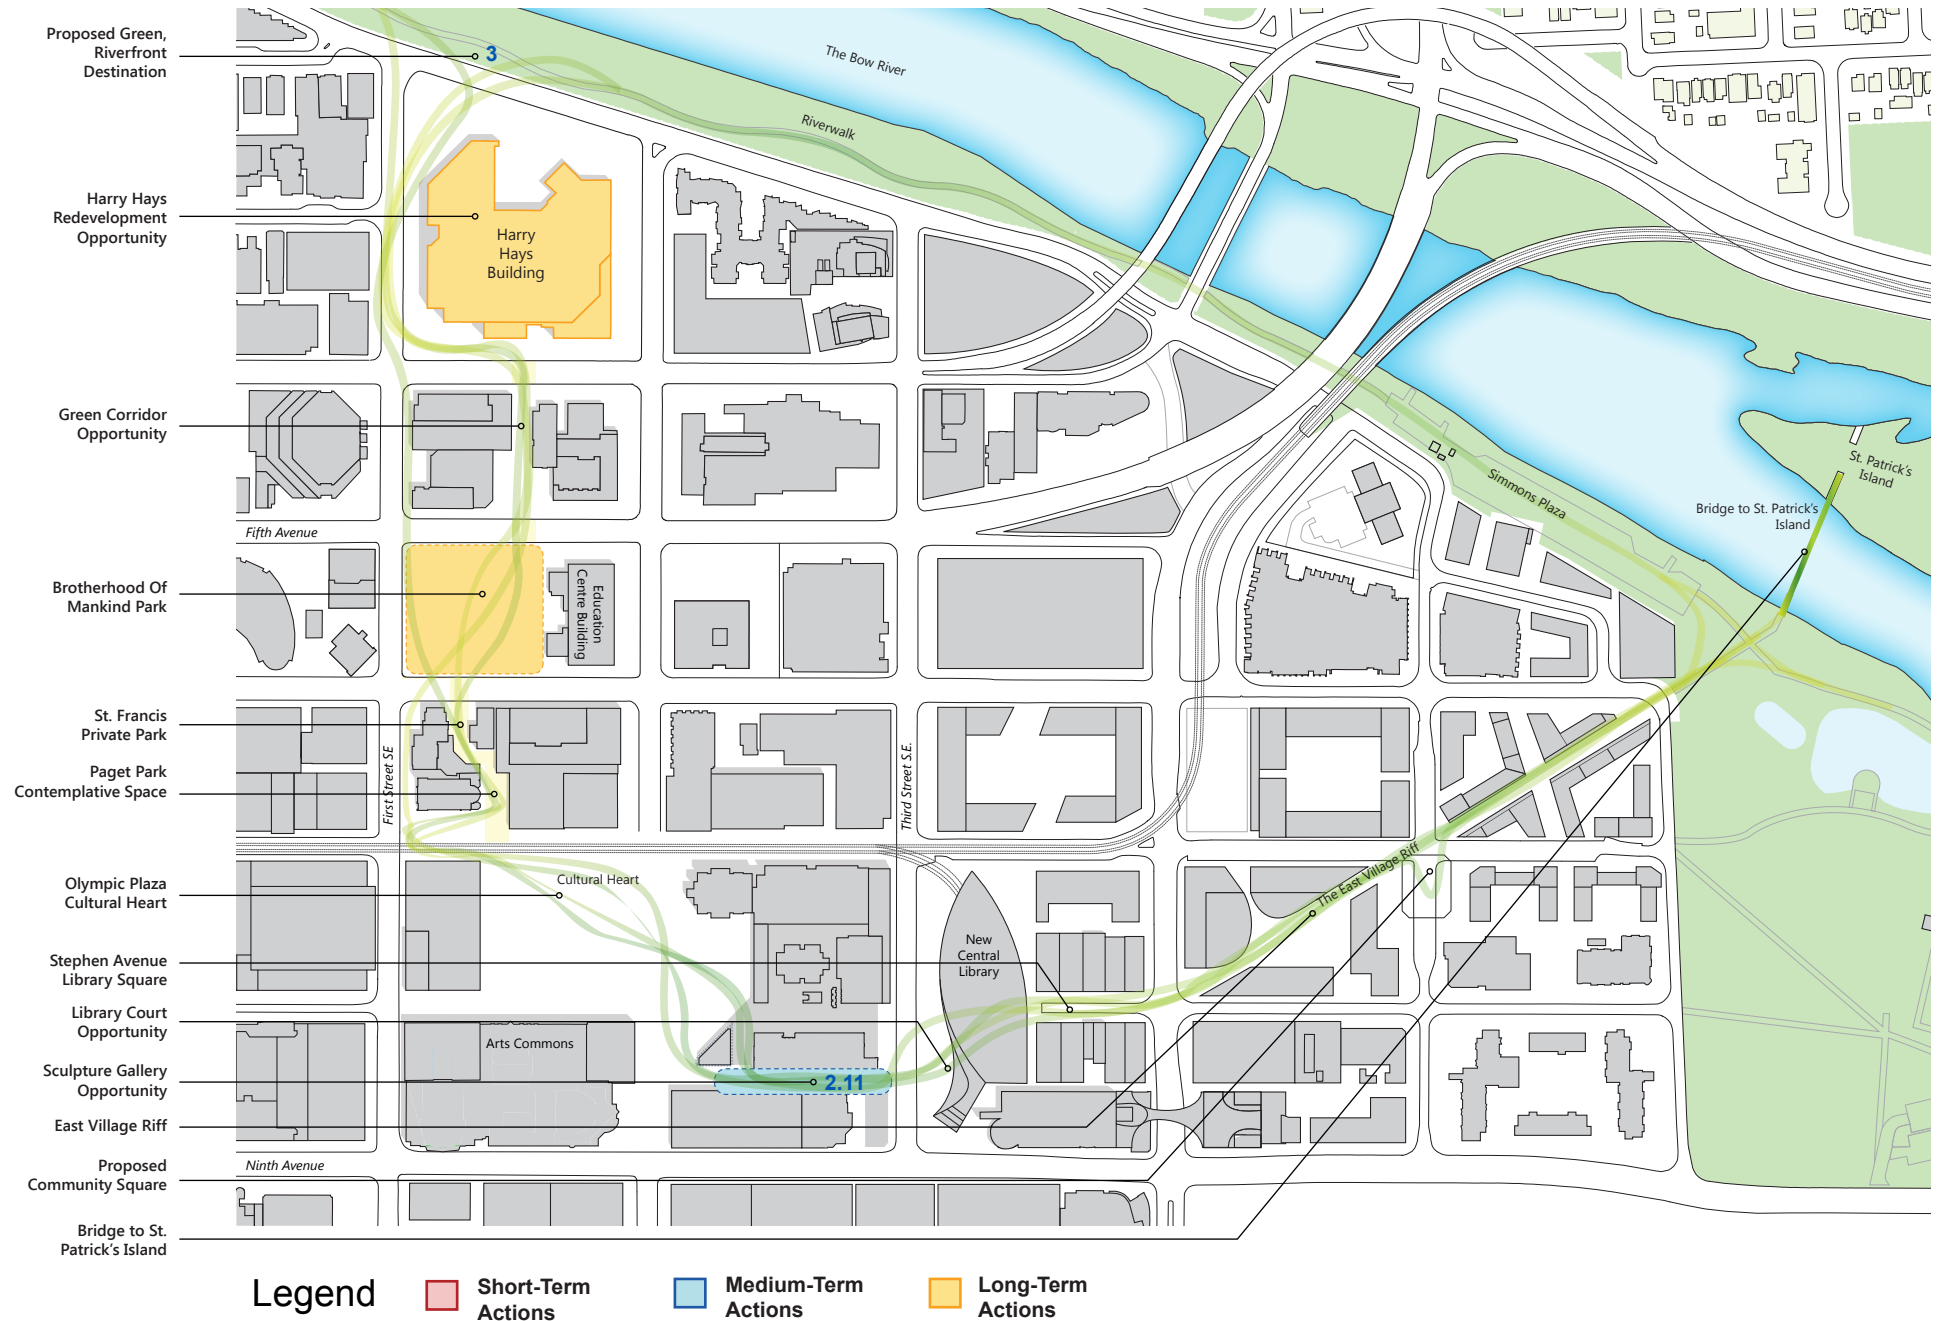 Proposed Green,
Riverfront
Destination
3
The Bow River
Riverwalk
Harry Hays
Redevelopment
Opportunity
Harry
Hays
Building
Green Corridor
Opportunity
St. Patrick's
Island
Simmons Plaza
Bridge to St. Patrick's
Island
Fifth Avenue
Brotherhood Of
Mankind Park
Education
Centre Building
St. Francis
Private Park
First Street SE
Third Street S.E.
Paget Park
Contemplative Space
Olympic Plaza
Cultural Heart
Cultural Heart
The East Village Riff
Stephen Avenue
Library Square
New
Central
Library
Library Court
Opportunity
Arts Commons
Sculpture Gallery
Opportunity
2.11
East Village Riff
Proposed
Community Square
Ninth Avenue
Bridge to St.
Patrick's Island
Legend
Short-Term
Actions
Medium-Term
Actions
Long-Term
Actions